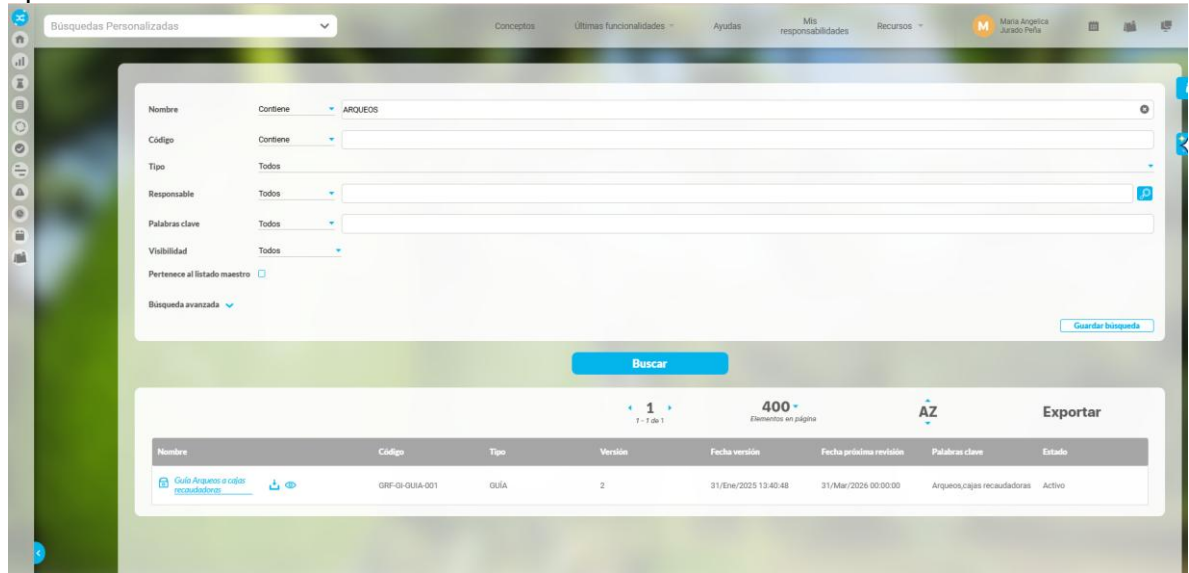 Búsquedas Personalizadas
Conceptos
Últimas funcionalidades
Ayudas
Mis
responsabilidades
Recursos
M
Maria Angelica
Jurado Peña
Nombre Contiene ARQUEOS
Código Contiene
Tipo Todos
Responsable Todos
Palabras clave Todos
Visibilidad Todos
Pertenece al listado maestro
Búsqueda avanzada
Guardar búsqueda
Buscar
1
1 - 1 de 1
400
Elementos en página
AZ
Exportar
Nombre Código Tipo Versión Fecha versión Fecha próxima revisión Palabras clave Estado
Guía Arqueos a cajas
recaudadoras
GRF-GI-GUIA-001 GUÍA 2 31/Ene/2025 13:40:48 31/Mar/2026 00:00:00 Arqueos,cajas recaudadoras Activo